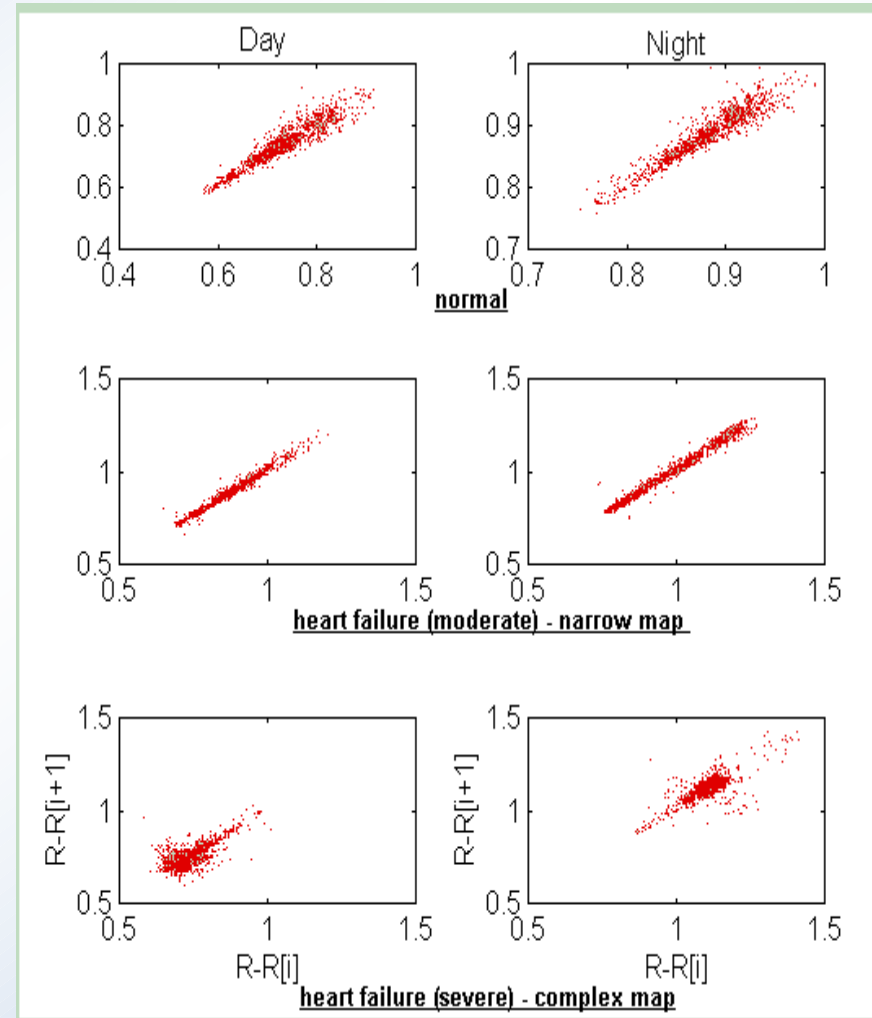 Day Night
1 1
0.8 0.9
0.6 0.8
0.4 0.7
0.4 0.6 0.8 1 0.7 0.8 0.9 1
normal
1.5 1.5
1 1
0.5 0.5
0.5 1 1.5 0.5 1 1.5
heart failure (moderate) - narrow map
1.5 1.5
R-R[i+1] 1 R-R[i+1] 1
0.5 0.5
0.5 1 1.5 0.5 1 1.5
R-R[i] R-R[i]
heart failure (severe) - complex map